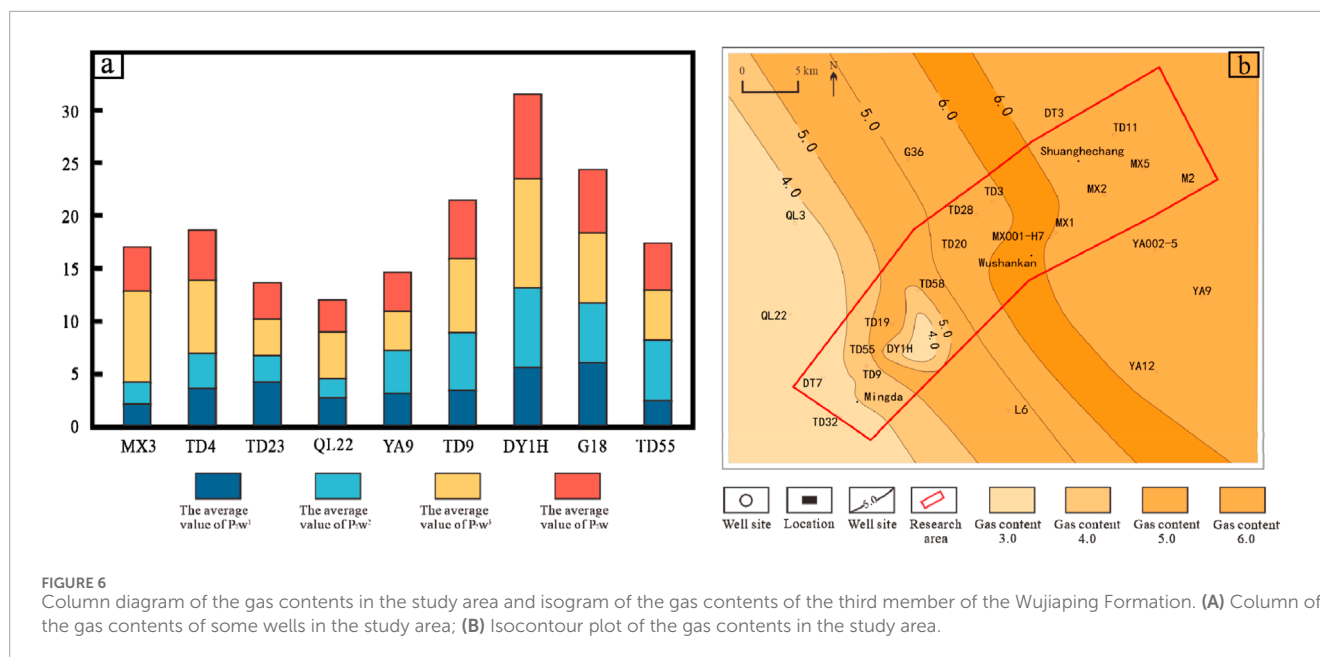 a
30
25
20
15
10
5
0
MX3 TD4 TD23 QL22 YA9 TD9 DY1H G18 TD55
The average value of P₂w¹
The average value of P₂w²
The average value of P₂w³
The average value of P₂w
b
0 5 km N
6.0 6.0
DT3
5.0
TD11
5.0
G36
Shuanghechang
MX5
4.0
M2
TD3
MX2
QL3
TD28
MX1
MX001-H7
TD20
YA002-5
Wushankan
TD58
YA9
QL22
TD19
5.0
4.0
TD55 DY1H
YA12
TD9
DT7
Mingda
L6
TD32
5.0
Well site
Location
Well site
Research area
Gas content 3.0
Gas content 4.0
Gas content 5.0
Gas content 6.0
FIGURE 6
Column diagram of the gas contents in the study area and isogram of the gas contents of the third member of the Wujiaping Formation. (A) Column of
the gas contents of some wells in the study area; (B) Isocontour plot of the gas contents in the study area.